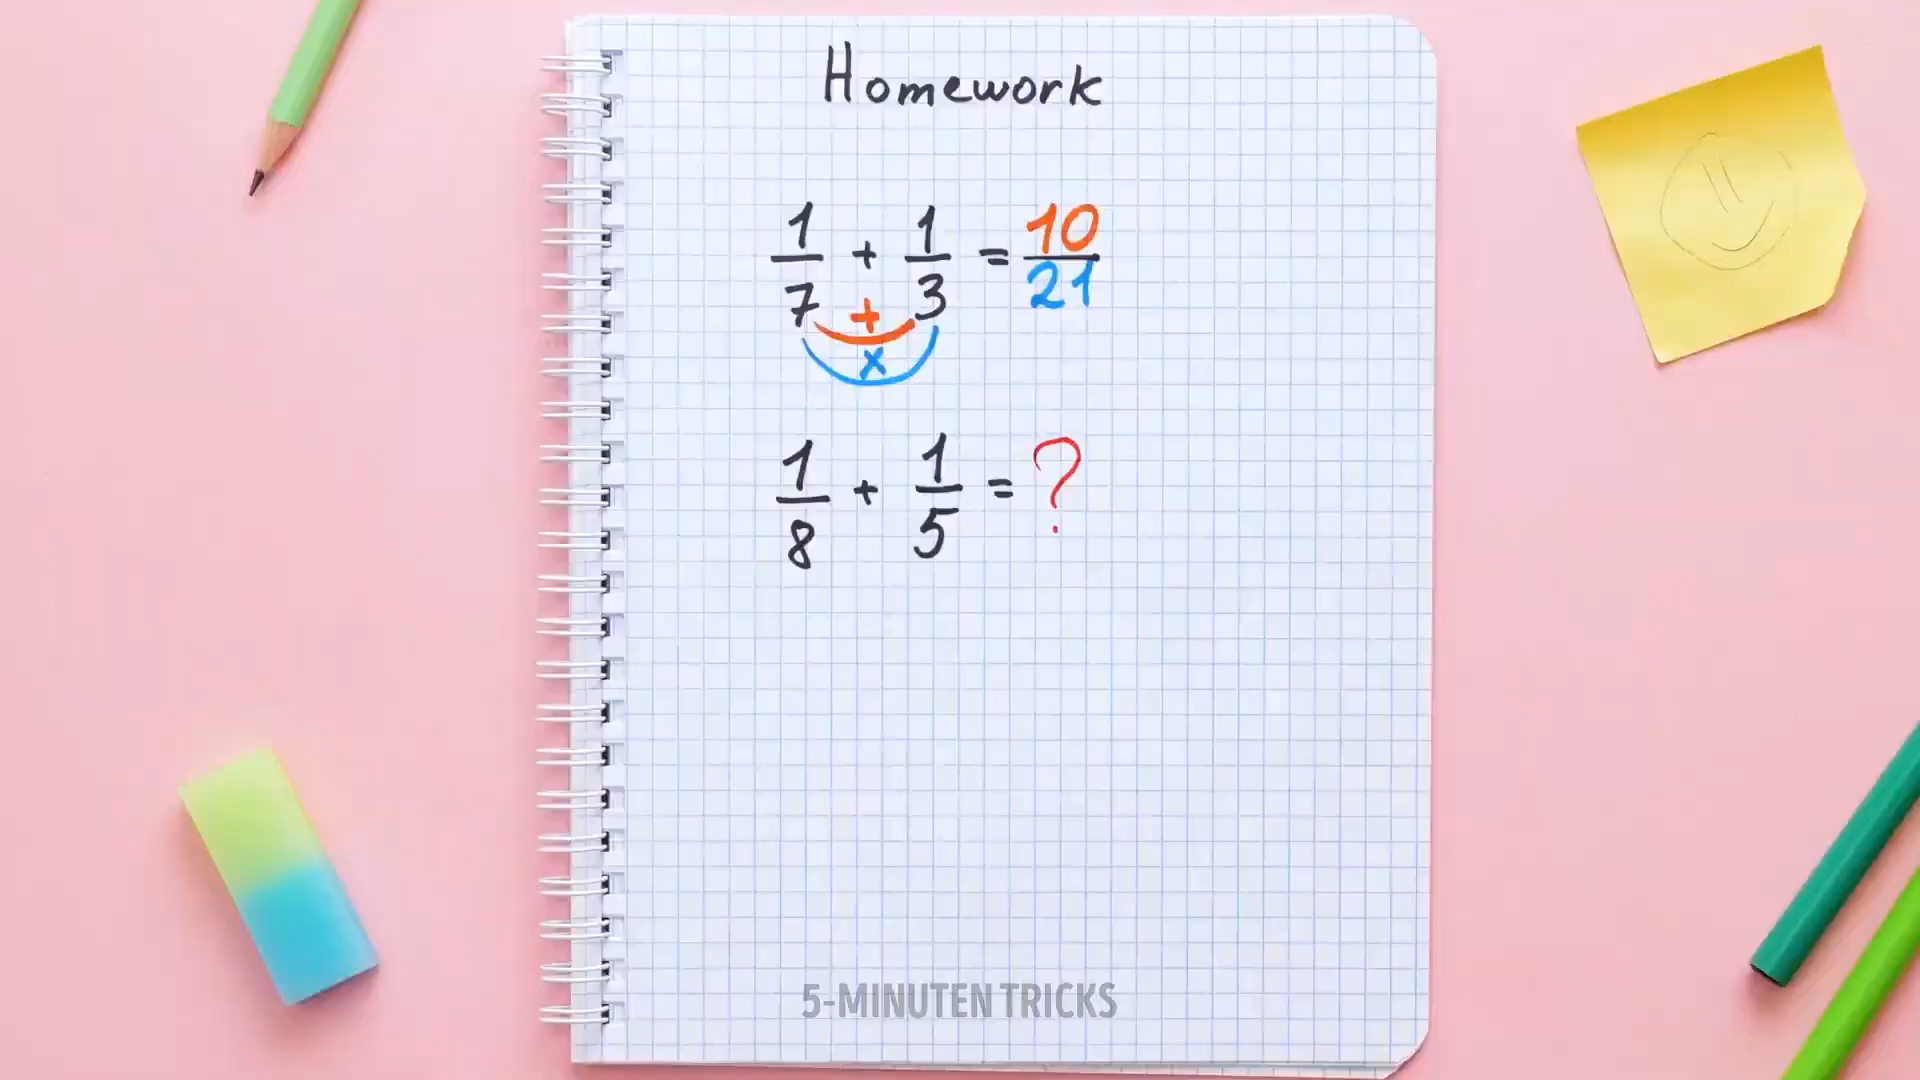 Homework
1/7 + 1/3 = 10/21
+
x
1/8 + 1/5 = ?
5-MINUTEN TRICKS